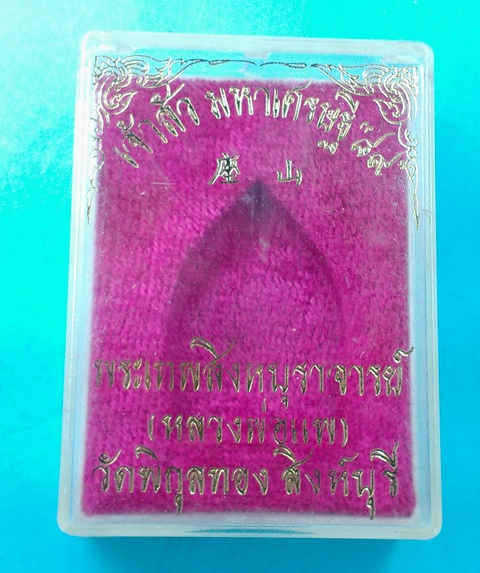 เจ้าสัว มหาเศรษฐี
座山
พระเทพสิงหบุราจารย์
(หลวงพ่อแพ)
วัดพิกุลทอง สิงห์บุรี